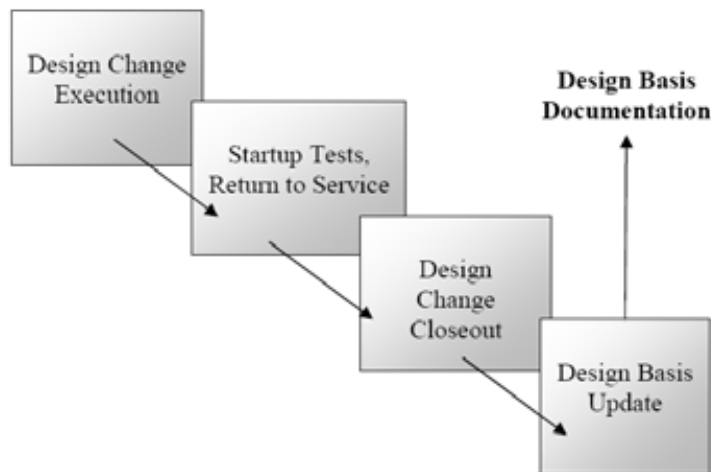 Design Change
Execution
Design Basis
Documentation
Startup Tests,
Return to Service
Design
Change
Closeout
Design Basis
Update